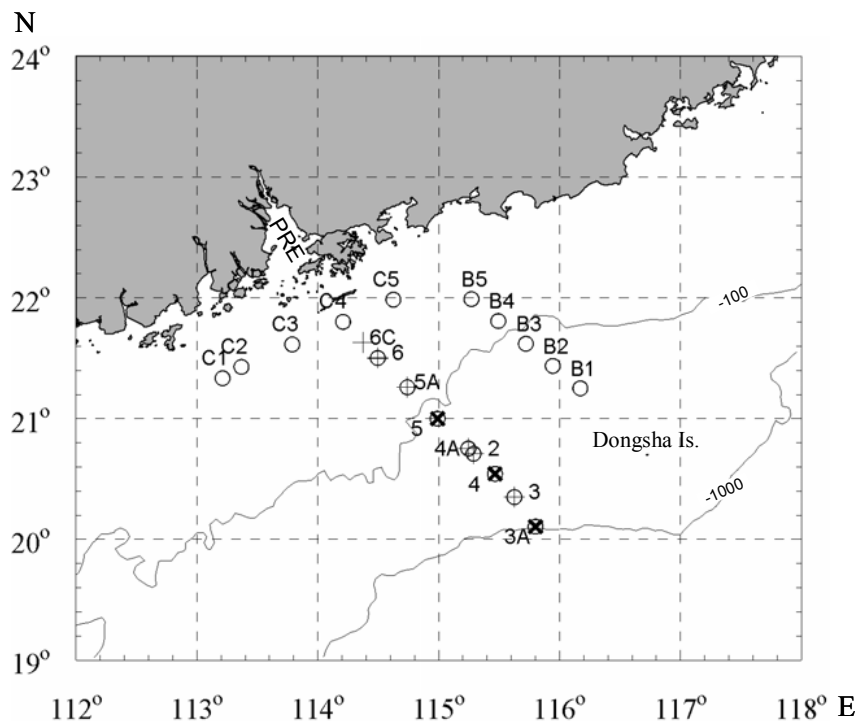 N
24°
23°
PRE
C5
B5
22°
C4
B4
-100
C3
6C
B3
C2
6
B2
C1
5A
B1
21°
5
4A
2
Dongsha Is.
4
3
-1000
3A
20°
19°
112°
113°
114°
115°
116°
117°
118°
E